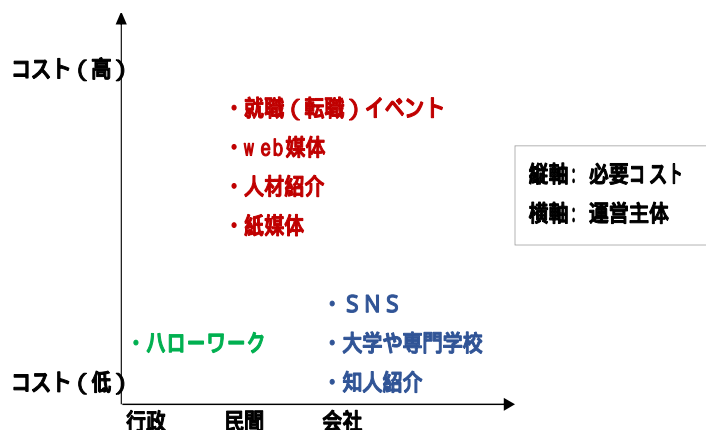 コスト（高）
・就職（転職）イベント
・web媒体
・人材紹介
・紙媒体
縦軸：必要コスト
横軸：運営主体
・ＳＮＳ
・ハローワーク
・大学や専門学校
・知人紹介
コスト（低）
行政
民間
会社